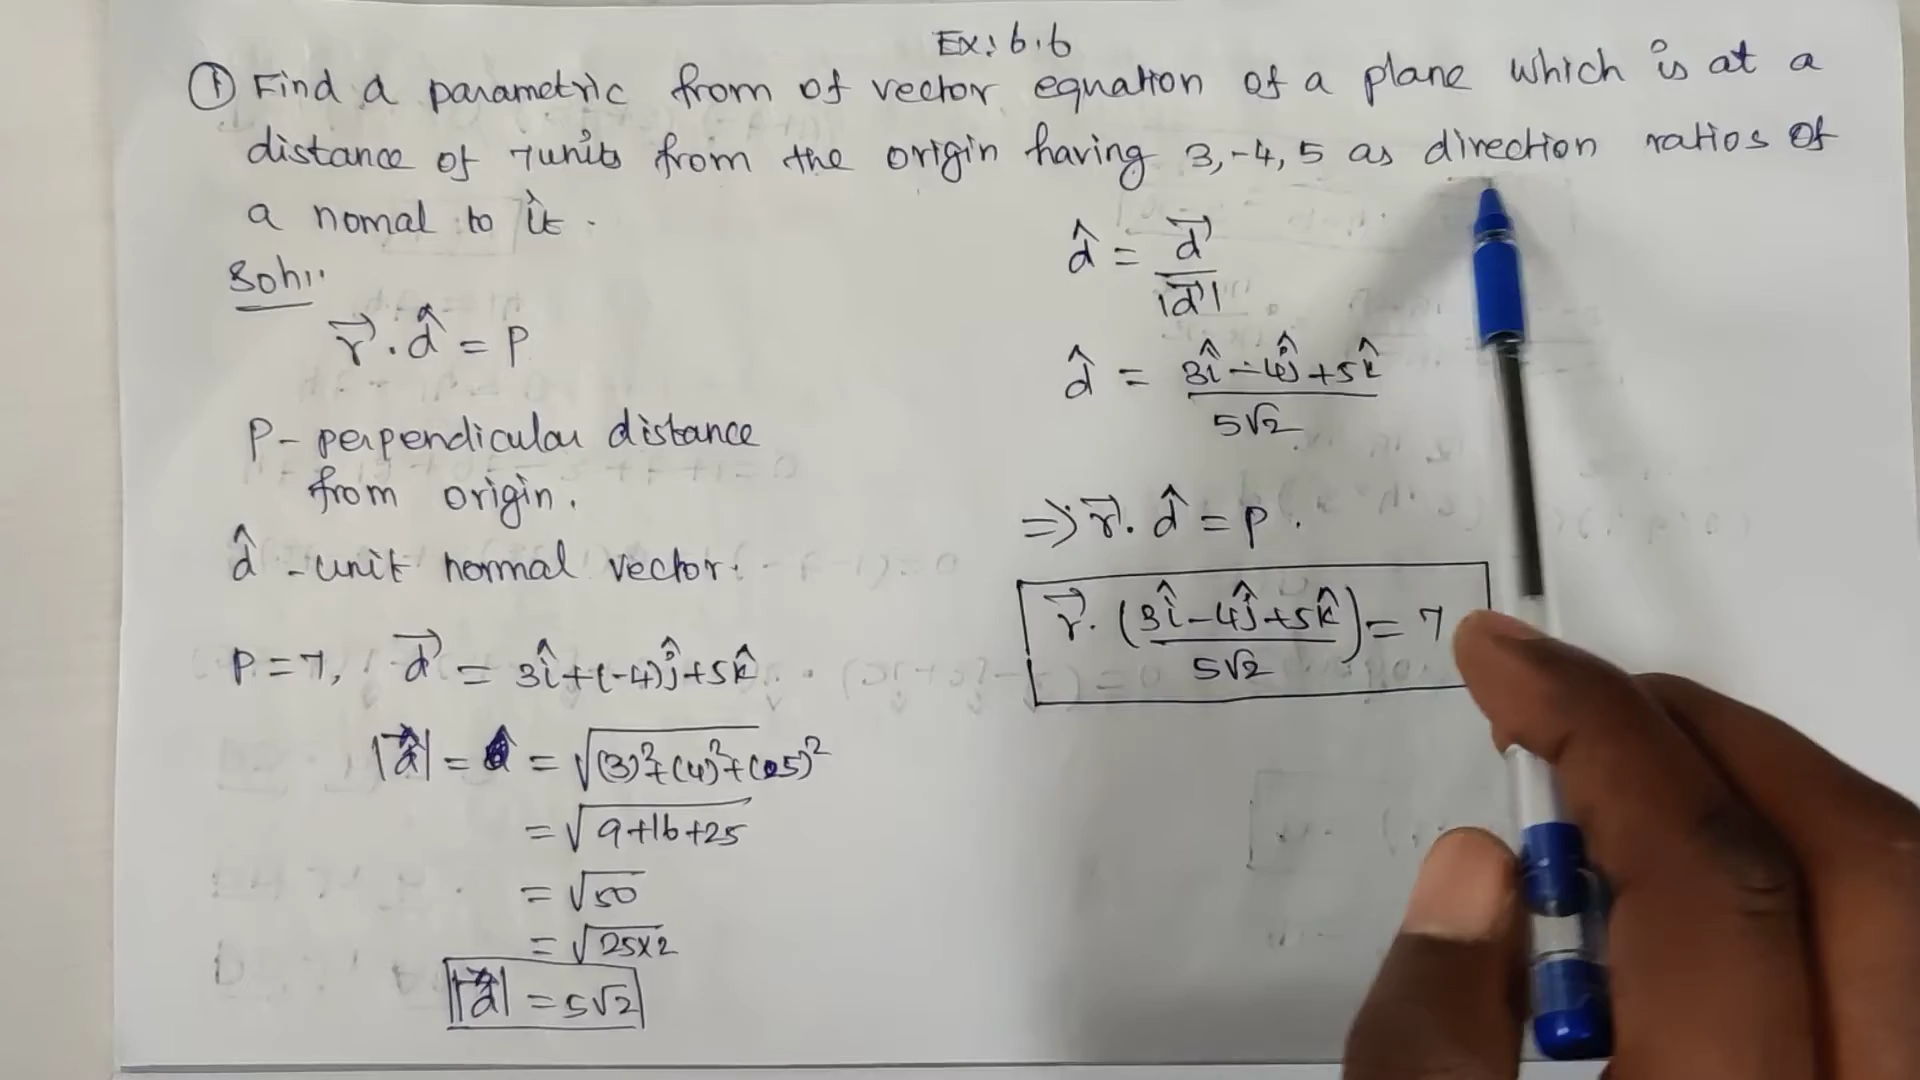 Ex: 6.6
① Find a parametric from of vector equation of a plane which is at a
distance of 7units from the origin having 3,-4,5 as direction ratios of
a nomal to it.
Soln:
r⃗.d̂ = p
P - perpendicular distance
from origin.
d̂ - unit normal vector.
P = 7, d⃗ = 3î+(-4)ĵ+5k̂
|d⃗| = = √(3)²+(4)²+(5)²
= √9+16+25
= √50
= √25x2
|d⃗| = 5√2
d̂ = d⃗/|d⃗|
d̂ = 3î-4ĵ+5k̂/5√2
⇒ r⃗.d̂ = p.
r⃗.(3î-4ĵ+5k̂/5√2) = 7